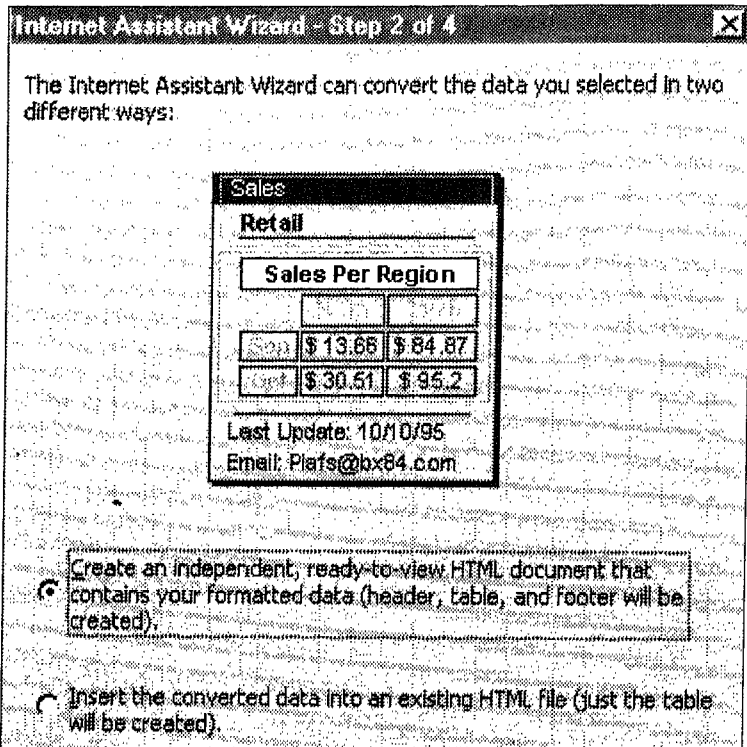 Internet Assistant Wizard - Step 2 of 4
The Internet Assistant Wizard can convert the data you selected in two
different ways:
Sales
Retail
Sales Per Region
$ 13.66 $ 84.87
$ 30.51 $ 95.2
Last Update: 10/10/95
Email: Piafs@bx84.com
Create an independent, ready-to-view HTML document that
contains your formatted data (header, table, and footer will be
created).
Insert the converted data into an existing HTML file (just the table
will be created).